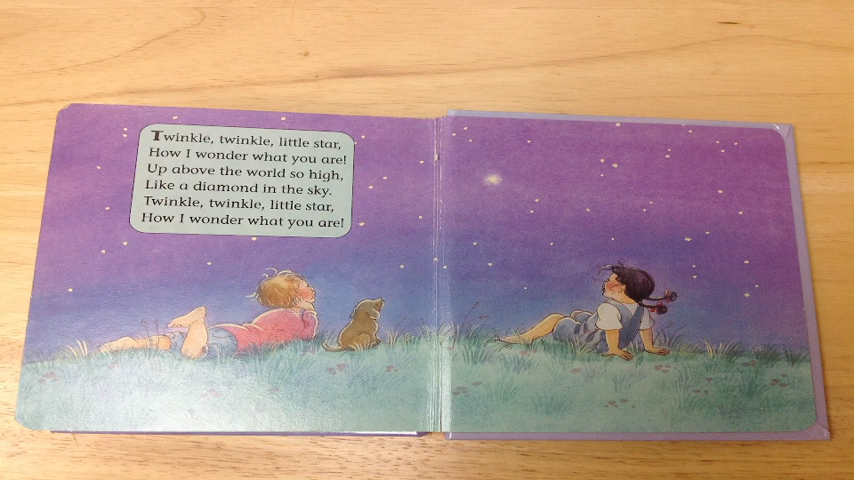 Twinkle, twinkle, little star,
How I wonder what you are!
Up above the world so high,
Like a diamond in the sky.
Twinkle, twinkle, little star,
How I wonder what you are!